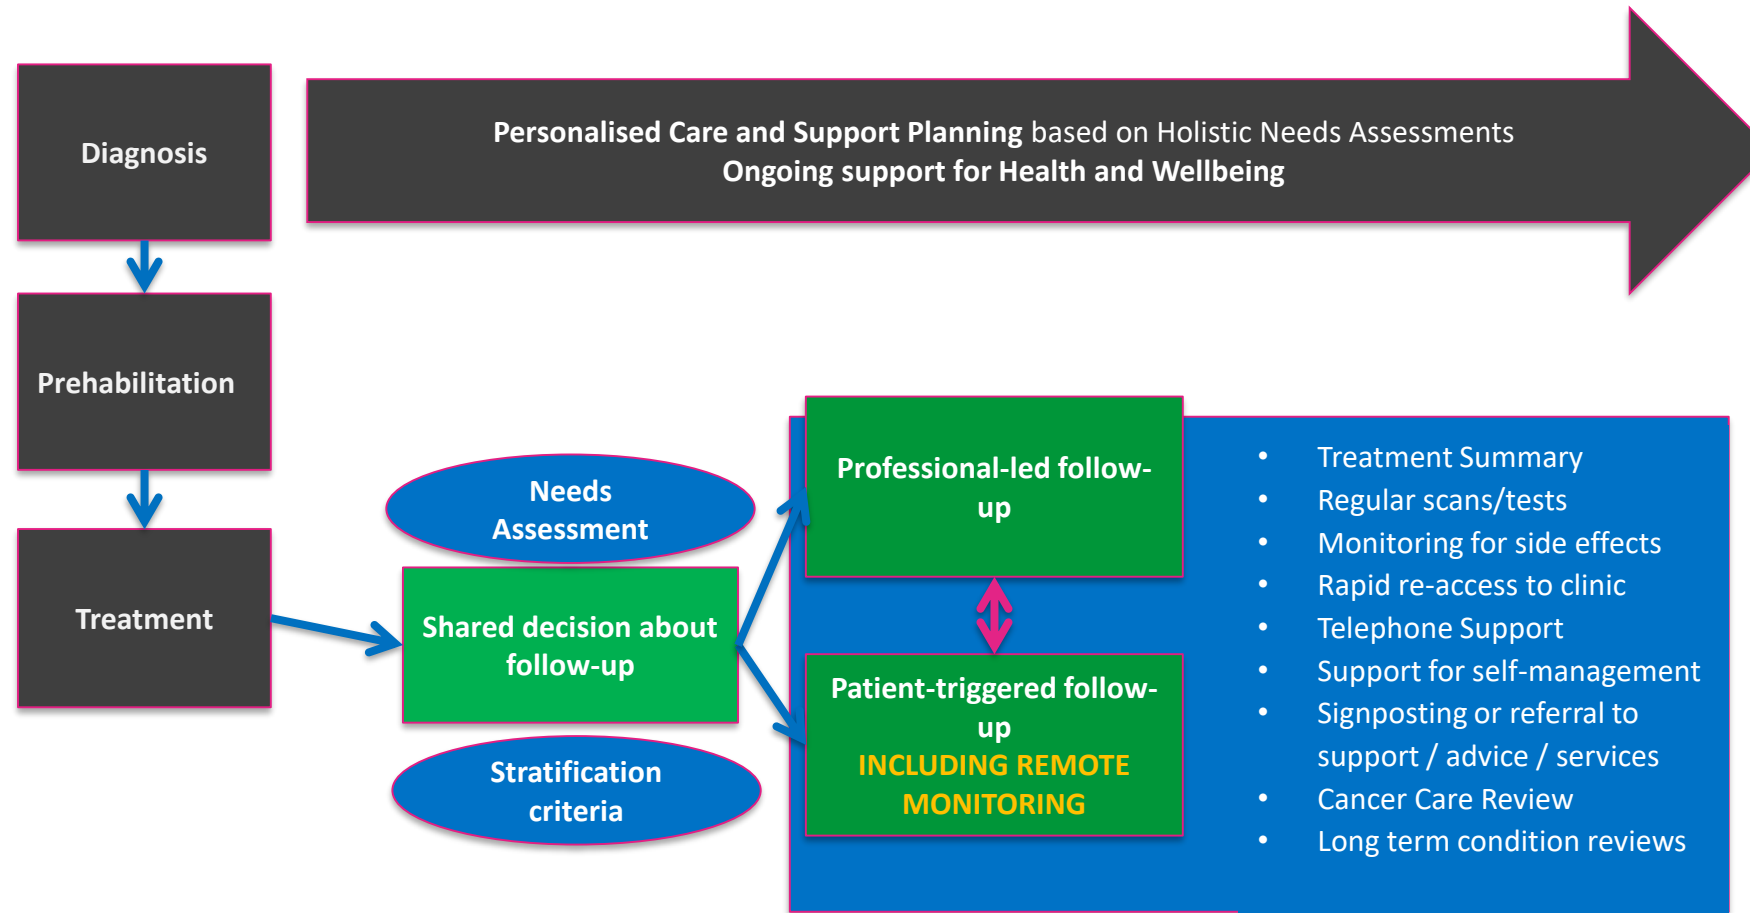 Diagnosis
Personalised Care and Support Planning based on Holistic Needs Assessments
Ongoing support for Health and Wellbeing
Prehabilitation
Treatment
Needs
Assessment
Shared decision about
follow-up
Stratification
criteria
Professional-led follow-
up
Patient-triggered follow-
up
INCLUDING REMOTE
MONITORING
• Treatment Summary
• Regular scans/tests
• Monitoring for side effects
• Rapid re-access to clinic
• Telephone Support
• Support for self-management
• Signposting or referral to
support / advice / services
• Cancer Care Review
• Long term condition reviews